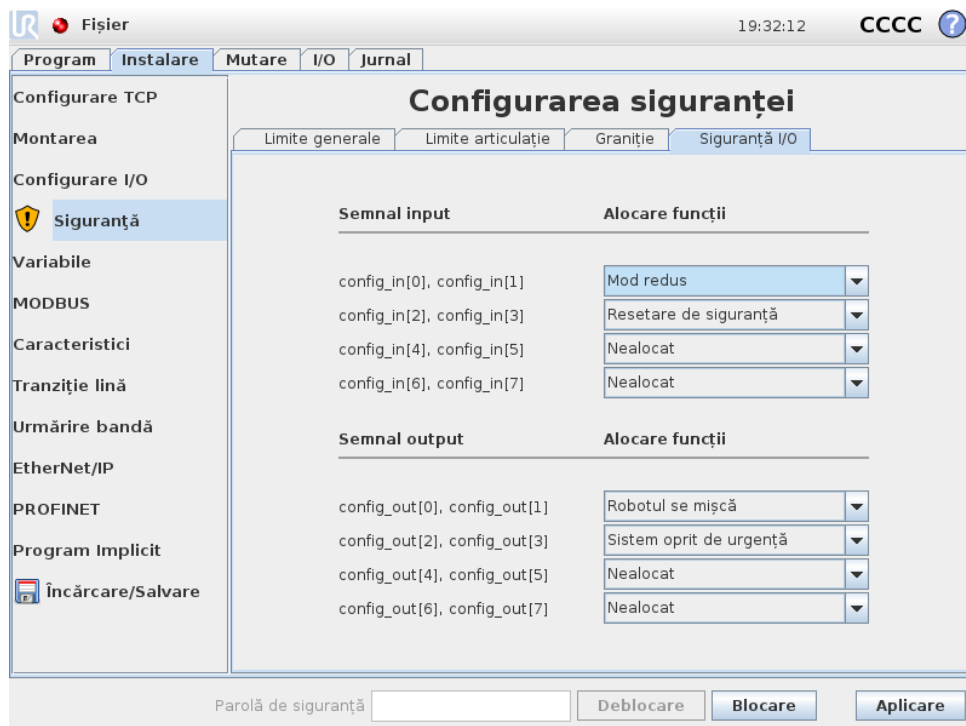 UR Fișier 19:32:12 CCCC ?
Program Instalare Mutare I/O Jurnal
Configurare TCP
Montarea
Configurare I/O
Siguranță
Variabile
MODBUS
Caracteristici
Tranziție lină
Urmărire bandă
EtherNet/IP
PROFINET
Program Implicit
Încărcare/Salvare
Configurarea siguranței
Limite generale Limite articulație Graniție Siguranță I/O
Semnal input Alocare funcții
config_in[0], config_in[1] Mod redus
config_in[2], config_in[3] Resetare de siguranță
config_in[4], config_in[5] Nealocat
config_in[6], config_in[7] Nealocat
Semnal output Alocare funcții
config_out[0], config_out[1] Robotul se mișcă
config_out[2], config_out[3] Sistem oprit de urgență
config_out[4], config_out[5] Nealocat
config_out[6], config_out[7] Nealocat
Parolă de siguranță Deblocare Blocare Aplicare